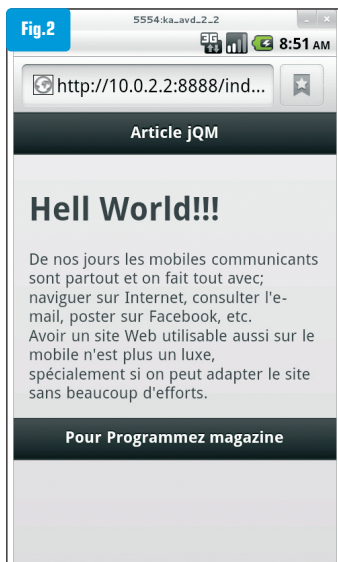 Fig.2
5554:ka_avd_2_2
3G 8:51 AM
http://10.0.2.2:8888/ind...
Article jQM
Hell World!!!
De nos jours les mobiles communicants
sont partout et on fait tout avec;
naviguer sur Internet, consulter l'e-
mail, poster sur Facebook, etc.
Avoir un site Web utilisable aussi sur le
mobile n'est plus un luxe,
spécialement si on peut adapter le site
sans beaucoup d'efforts.
Pour Programmez magazine